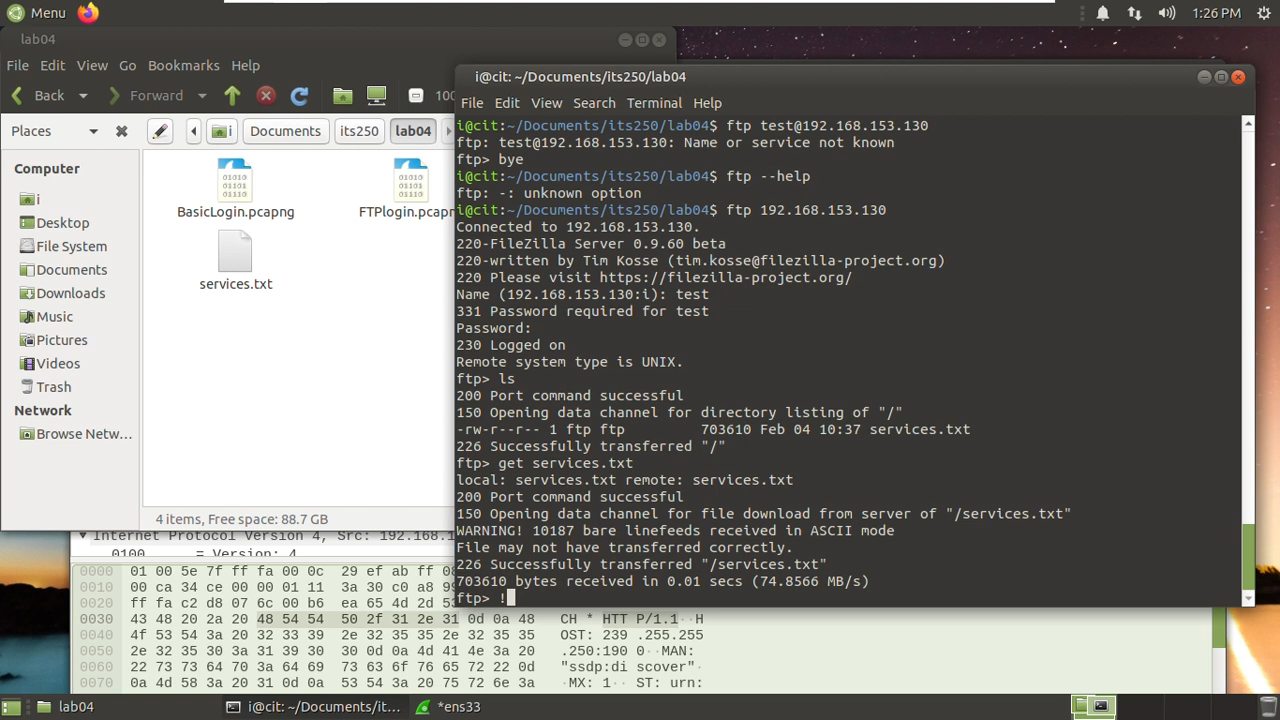 Menu
1:26 PM
lab04
File Edit View Go Bookmarks Help
Back Forward 100
Places
i Documents its250 lab04
Computer
i
Desktop
File System
Documents
Downloads
Music
Pictures
Videos
Trash
Network
Browse Netw...
BasicLogin.pcapng
FTPlogin.pcapn
services.txt
4 items, Free space: 88.7 GB
i@cit: ~/Documents/its250/lab04
File Edit View Search Terminal Help
i@cit:~/Documents/its250/lab04$ ftp test@192.168.153.130
ftp: test@192.168.153.130: Name or service not known
ftp> bye
i@cit:~/Documents/its250/lab04$ ftp --help
ftp: -: unknown option
i@cit:~/Documents/its250/lab04$ ftp 192.168.153.130
Connected to 192.168.153.130.
220-FileZilla Server 0.9.60 beta
220-written by Tim Kosse (tim.kosse@filezilla-project.org)
220 Please visit https://filezilla-project.org/
Name (192.168.153.130:i): test
331 Password required for test
Password:
230 Logged on
Remote system type is UNIX.
ftp> ls
200 Port command successful
150 Opening data channel for directory listing of "/"
-rw-r--r-- 1 ftp ftp 703610 Feb 04 10:37 services.txt
226 Successfully transferred "/"
ftp> get services.txt
local: services.txt remote: services.txt
200 Port command successful
150 Opening data channel for file download from server of "/services.txt"
WARNING! 10187 bare linefeeds received in ASCII mode
File may not have transferred correctly.
226 Successfully transferred "/services.txt"
703610 bytes received in 0.01 secs (74.8566 MB/s)
ftp> !
Internet Protocol Version 4, Src: 192.168.1
0100 .... = Version: 4
0000 01 00 5e 7f ff fa 00 0c 29 ef ab ff 08
0010 00 ca 34 ce 00 00 01 11 3a 30 c0 a8 99
0020 ff fa c2 d8 07 6c 00 b6 ea 65 4d 2d 53
0030 43 48 20 2a 20 48 54 54 50 2f 31 2e 31 0d 0a 48 CH * HTT P/1.1··H
0040 4f 53 54 3a 20 32 33 39 2e 32 35 35 2e 32 35 35 OST: 239 .255.255
0050 2e 32 35 30 3a 31 39 30 30 0d 0a 4d 41 4e 3a 20 .250:190 0··MAN:
0060 22 73 73 64 70 3a 64 69 73 63 6f 76 65 72 22 0d "ssdp:di scover"·
0070 0a 4d 58 3a 20 31 0d 0a 53 54 3a 20 75 72 6e 3a ·MX: 1·· ST: urn:
lab04
i@cit: ~/Documents/it...
*ens33